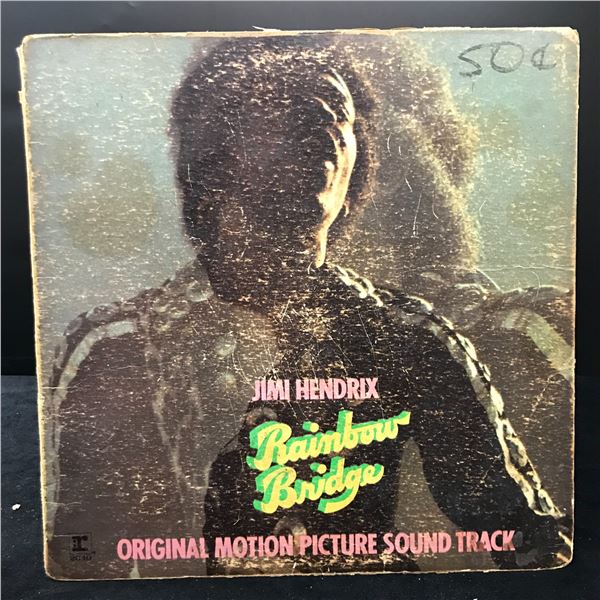 50¢
JIMI HENDRIX
Rainbow
Bridge
r
ORIGINAL MOTION PICTURE SOUND TRACK